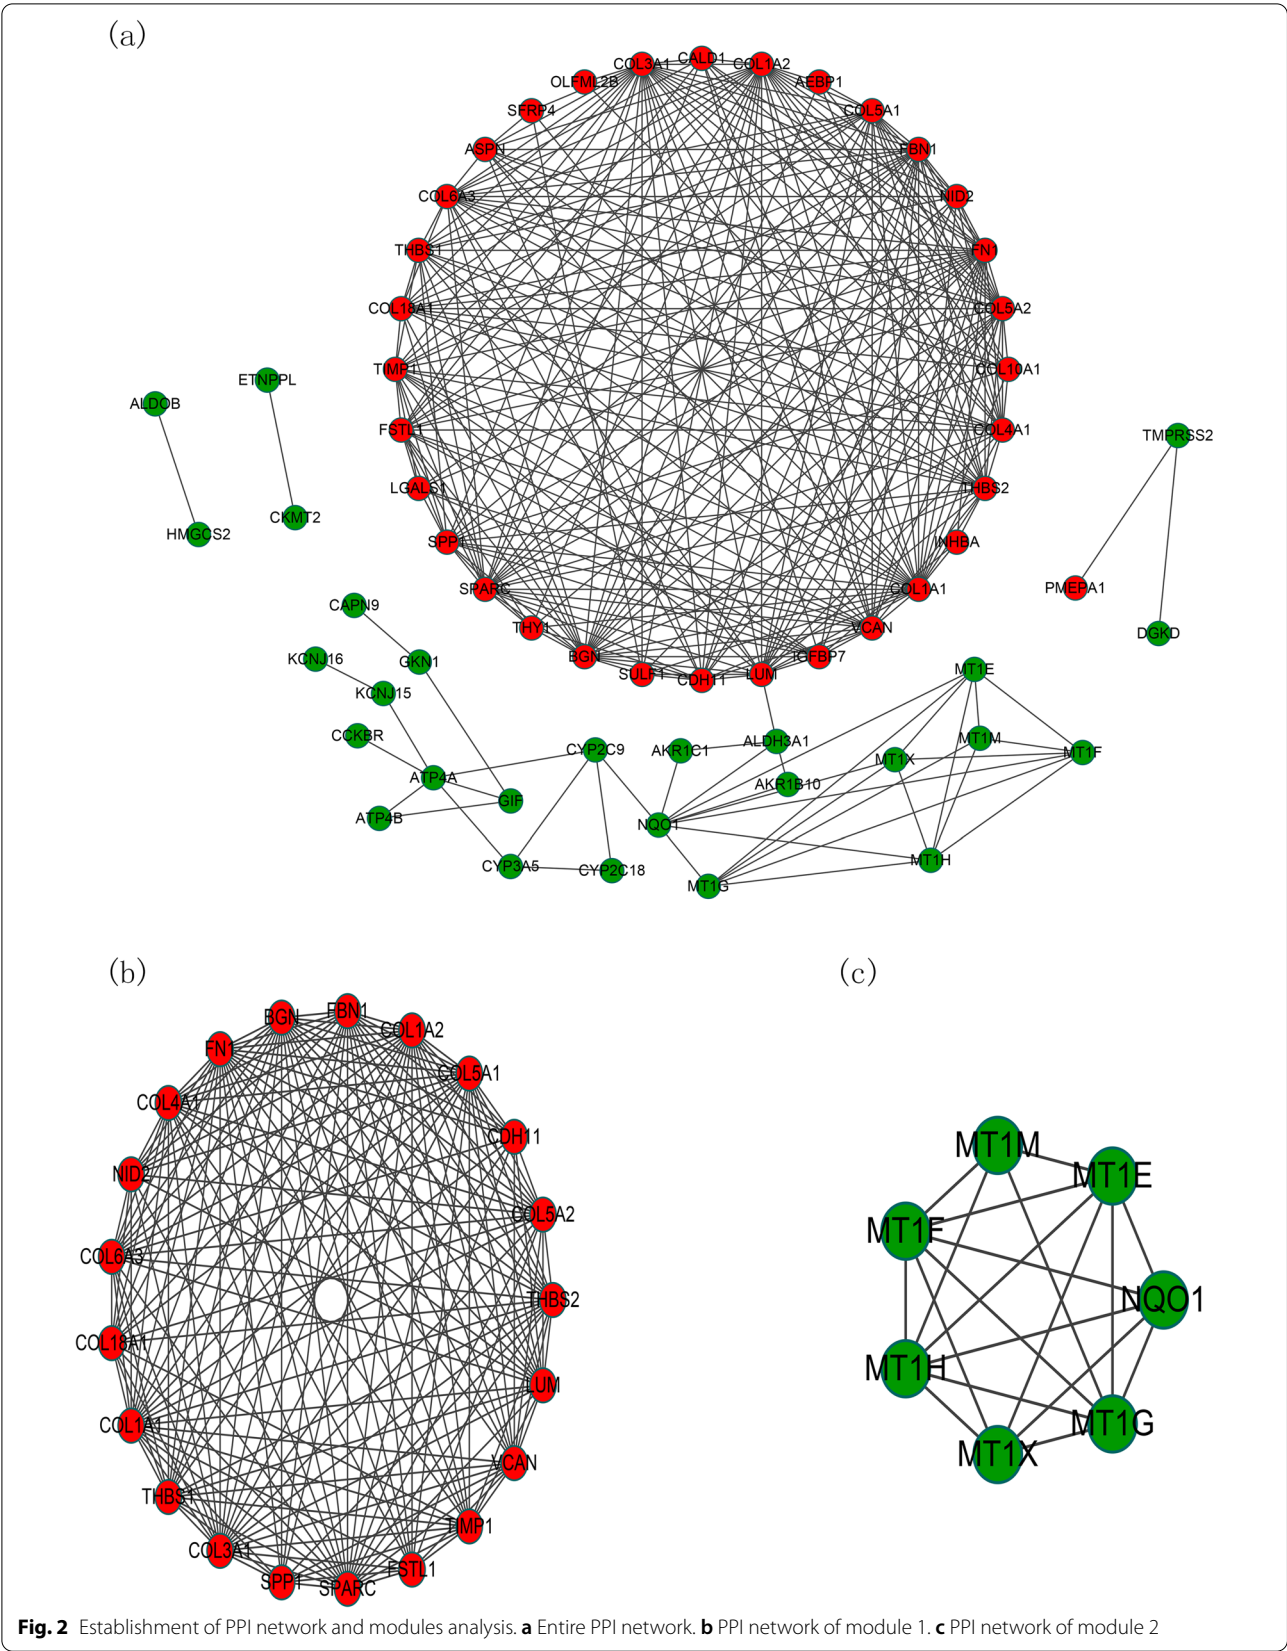 (a)
COL3A1
CALD1
COL1A2
OLFML2B
AEBP1
SFRP4
COL5A1
ASPN
FBN1
COL6A3
NID2
THBS1
FN1
COL18A1
COL5A2
TIMP1
COL10A1
FSTL1
COL4A1
LGALS1
THBS2
SPP1
INHBA
SPARC
COL1A1
THY1
VCAN
BGN
IGFBP7
SULF1
CDH11
LUM
ETNPPL
ALDOB
CKMT2
HMGCS2
TMPRSS2
PMEPA1
DGKD
CAPN9
KCNJ16
GKN1
KCNJ15
CCKBR
ATP4A
GIF
ATP4B
CYP2C9
CYP3A5
CYP2C18
AKR1C1
ALDH3A1
AKR1B10
NQO1
MT1G
MT1E
MT1M
MT1X
MT1F
MT1H
(b)
BGN
FBN1
COL1A2
FN1
COL5A1
COL4A1
CDH11
NID2
COL5A2
COL6A3
THBS2
COL18A1
LUM
COL1A1
VCAN
THBS1
TIMP1
COL3A1
FSTL1
SPP1
SPARC
(c)
MT1M
MT1E
MT1F
NQO1
MT1H
MT1G
MT1X
Fig. 2 Establishment of PPI network and modules analysis. a Entire PPI network. b PPI network of module 1. c PPI network of module 2